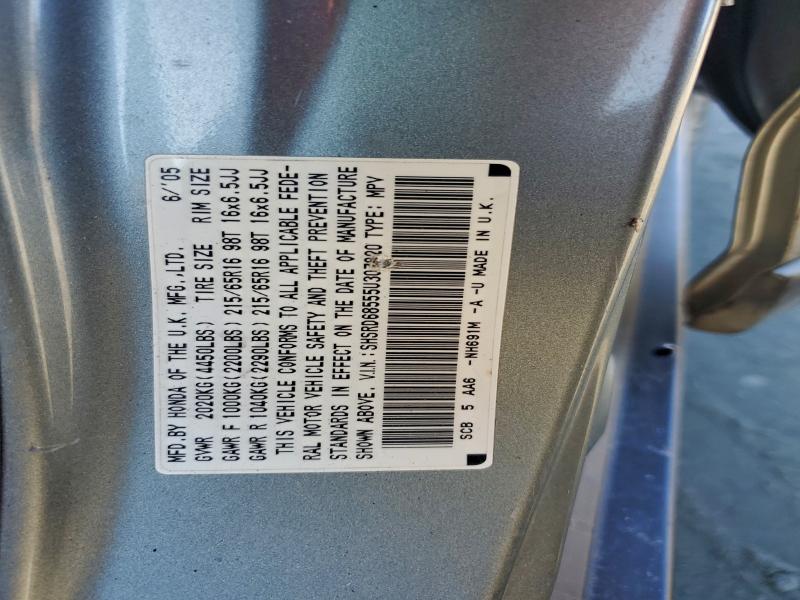 MFD.BY HONDA OF THE U.K. MFG.,LTD. 6/'05
GVWR 2020KG(4450LBS) TIRE SIZE RIM SIZE
GAWR F 1000KG(2200LBS) 215/65R16 98T 16x6.5JJ
GAWR R 1040KG(2290LBS) 215/65R16 98T 16x6.5JJ
THIS VEHICLE CONFORMS TO ALL APPLICABLE FEDE-
RAL MOTOR VEHICLE SAFETY AND THEFT PREVENTION
STANDARDS IN EFFECT ON THE DATE OF MANUFACTURE
SHOWN ABOVE. V.I.N.: TYPE: MPV
SCB 5 AA6 -NH691M -A -U MADE IN U.K.